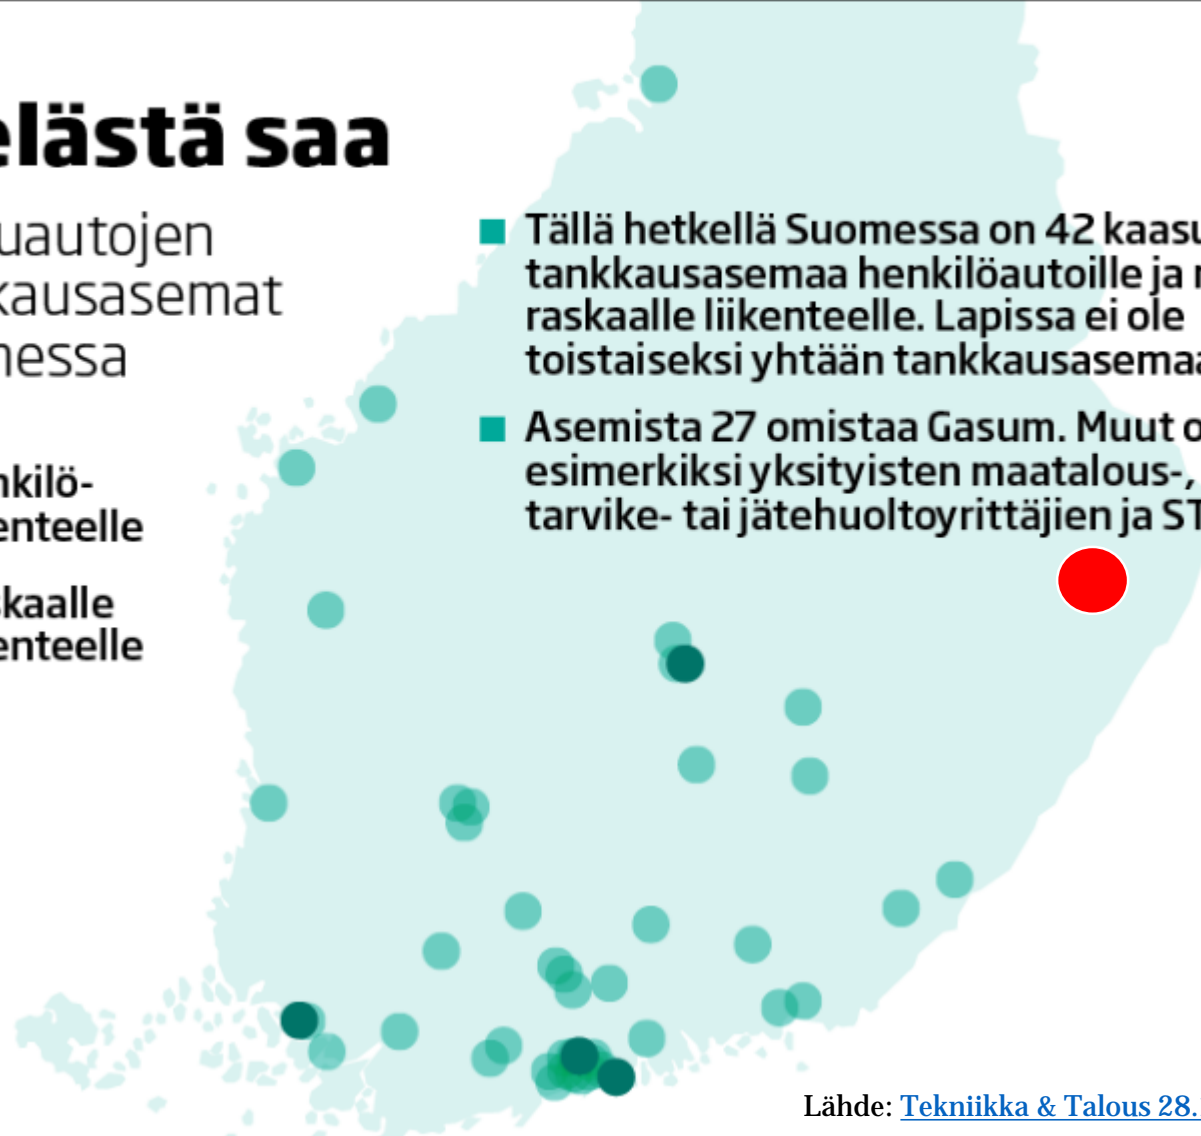 elästä saa
uautojen
kausasemat
nessa
nkilö-
enteelle
skaalle
enteelle
Tällä hetkellä Suomessa on 42 kaasu
tankkausasemaa henkilöautoille ja
raskaalle liikenteelle. Lapissa ei ole
toistaiseksi yhtään tankkausasemaa
Asemista 27 omistaa Gasum. Muut o
esimerkiksi yksityisten maatalous-,
tarvike- tai jätehuoltoyrittäjien ja ST
Lähde: Tekniikka & Talous 28.